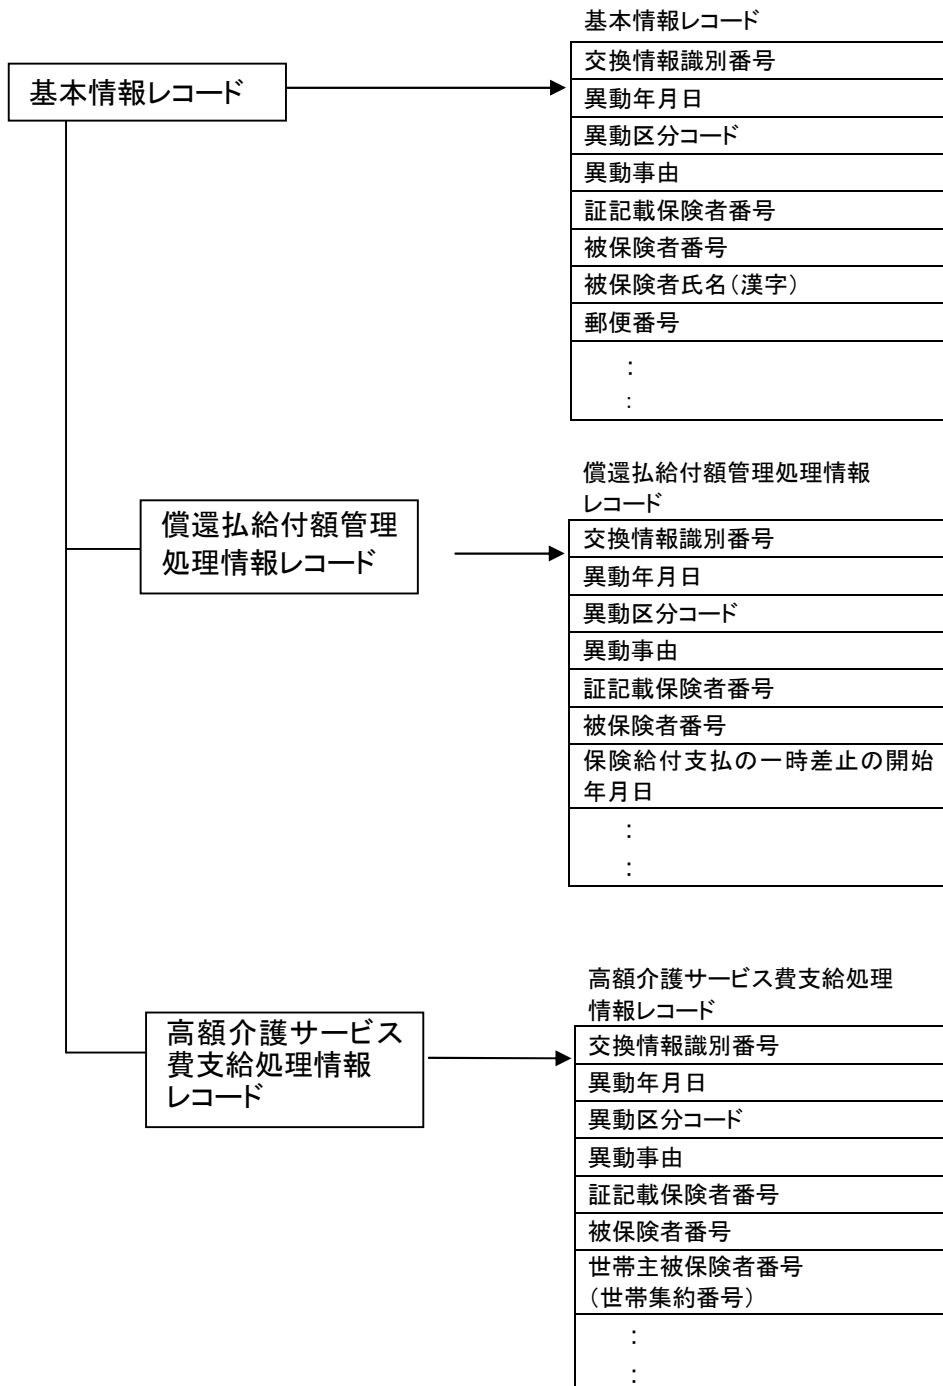 基本情報レコード
基本情報レコード
交換情報識別番号
異動年月日
異動区分コード
異動事由
証記載保険者番号
被保険者番号
被保険者氏名（漢字）
郵便番号
：
：
償還払給付額管理
処理情報レコード
償還払給付額管理処理情報
レコード
交換情報識別番号
異動年月日
異動区分コード
異動事由
証記載保険者番号
被保険者番号
保険給付支払の一時差止の開始
年月日
：
：
高額介護サービス
費支給処理情報
レコード
高額介護サービス費支給処理
情報レコード
交換情報識別番号
異動年月日
異動区分コード
異動事由
証記載保険者番号
被保険者番号
世帯主被保険者番号
（世帯集約番号）
：
：